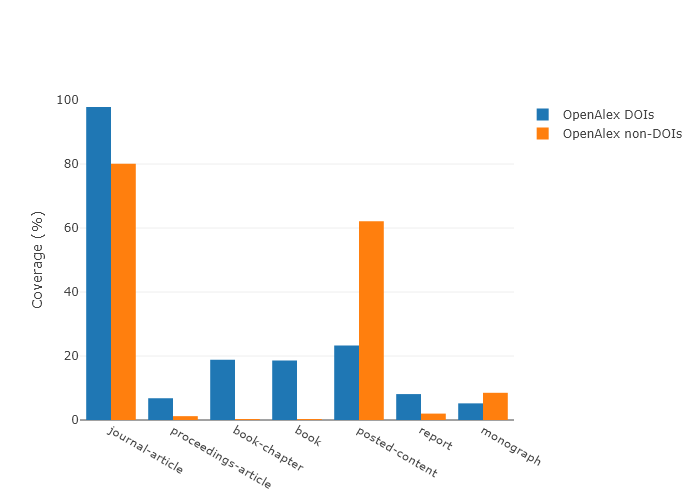 100
80
60
40
20
0
Coverage (%)
journal-article
proceedings-article
book-chapter
book
posted-content
report
monograph
OpenAlex DOIs
OpenAlex non-DOIs